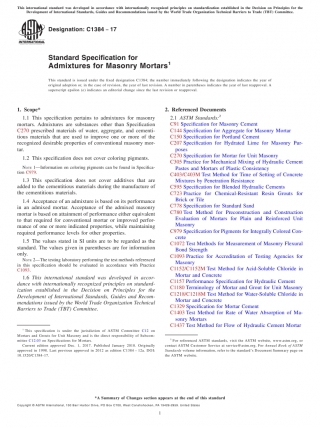 This international standard was developed in accordance with internationally recognized principles on standardization established in the Decision on Principles for the
Development of International Standards, Guides and Recommendations issued by the World Trade Organization Technical Barriers to Trade (TBT) Committee.
Designation: C1384 − 17
ASTM
INTERNATIONAL
Standard Specification for
Admixtures for Masonry Mortars¹
This standard is issued under the fixed designation C1384; the number immediately following the designation indicates the year of
original adoption or, in the case of revision, the year of last revision. A number in parentheses indicates the year of last reapproval. A
superscript epsilon (ε) indicates an editorial change since the last revision or reapproval.
1. Scope*
1.1 This specification pertains to admixtures for masonry
mortars. Admixtures are substances other than Specification
C270 prescribed materials of water, aggregate, and cementi-
tious materials that are used to improve one or more of the
recognized desirable properties of conventional masonry mor-
tar.
1.2 This specification does not cover coloring pigments.
NOTE 1—Information on coloring pigments can be found in Specifica-
tion C979.
1.3 This specification does not cover additives that are
added to the cementitious materials during the manufacture of
the cementitious materials.
1.4 Acceptance of an admixture is based on its performance
in an admixed mortar. Acceptance of the admixed masonry
mortar is based on attainment of performance either equivalent
to that required for conventional mortar or improved perfor-
mance of one or more indicated properties, while maintaining
required performance levels for other properties.
1.5 The values stated in SI units are to be regarded as the
standard. The values given in parentheses are for information
only.
NOTE 2—The testing laboratory performing the test methods referenced
in this specification should be evaluated in accordance with Practice
C1093.
1.6 This international standard was developed in accor-
dance with internationally recognized principles on standard-
ization established in the Decision on Principles for the
Development of International Standards, Guides and Recom-
mendations issued by the World Trade Organization Technical
Barriers to Trade (TBT) Committee.
¹ This specification is under the jurisdiction of ASTM Committee C12 on
Mortars and Grouts for Unit Masonry and is the direct responsibility of Subcom-
mittee C12.03 on Specifications for Mortars.
Current edition approved Dec. 1, 2017. Published January 2018. Originally
approved in 1998. Last previous edition approved in 2012 as C1384 – 12a. DOI:
10.1520/C1384-17.
2. Referenced Documents
2.1 ASTM Standards:²
C91 Specification for Masonry Cement
C144 Specification for Aggregate for Masonry Mortar
C150 Specification for Portland Cement
C207 Specification for Hydrated Lime for Masonry Pur-
poses
C270 Specification for Mortar for Unit Masonry
C305 Practice for Mechanical Mixing of Hydraulic Cement
Pastes and Mortars of Plastic Consistency
C403/C403M Test Method for Time of Setting of Concrete
Mixtures by Penetration Resistance
C595 Specification for Blended Hydraulic Cements
C723 Practice for Chemical-Resistant Resin Grouts for
Brick or Tile
C778 Specification for Standard Sand
C780 Test Method for Preconstruction and Construction
Evaluation of Mortars for Plain and Reinforced Unit
Masonry
C979 Specification for Pigments for Integrally Colored Con-
crete
C1072 Test Methods for Measurement of Masonry Flexural
Bond Strength
C1093 Practice for Accreditation of Testing Agencies for
Masonry
C1152/C1152M Test Method for Acid-Soluble Chloride in
Mortar and Concrete
C1157 Performance Specification for Hydraulic Cement
C1180 Terminology of Mortar and Grout for Unit Masonry
C1218/C1218M Test Method for Water-Soluble Chloride in
Mortar and Concrete
C1329 Specification for Mortar Cement
C1403 Test Method for Rate of Water Absorption of Ma-
sonry Mortars
C1437 Test Method for Flow of Hydraulic Cement Mortar
² For referenced ASTM standards, visit the ASTM website, www.astm.org, or
contact ASTM Customer Service at service@astm.org. For Annual Book of ASTM
Standards volume information, refer to the standard's Document Summary page on
the ASTM website.
*A Summary of Changes section appears at the end of this standard
Copyright © ASTM International, 100 Barr Harbor Drive, PO Box C700, West Conshohocken, PA 19428-2959. United States
1